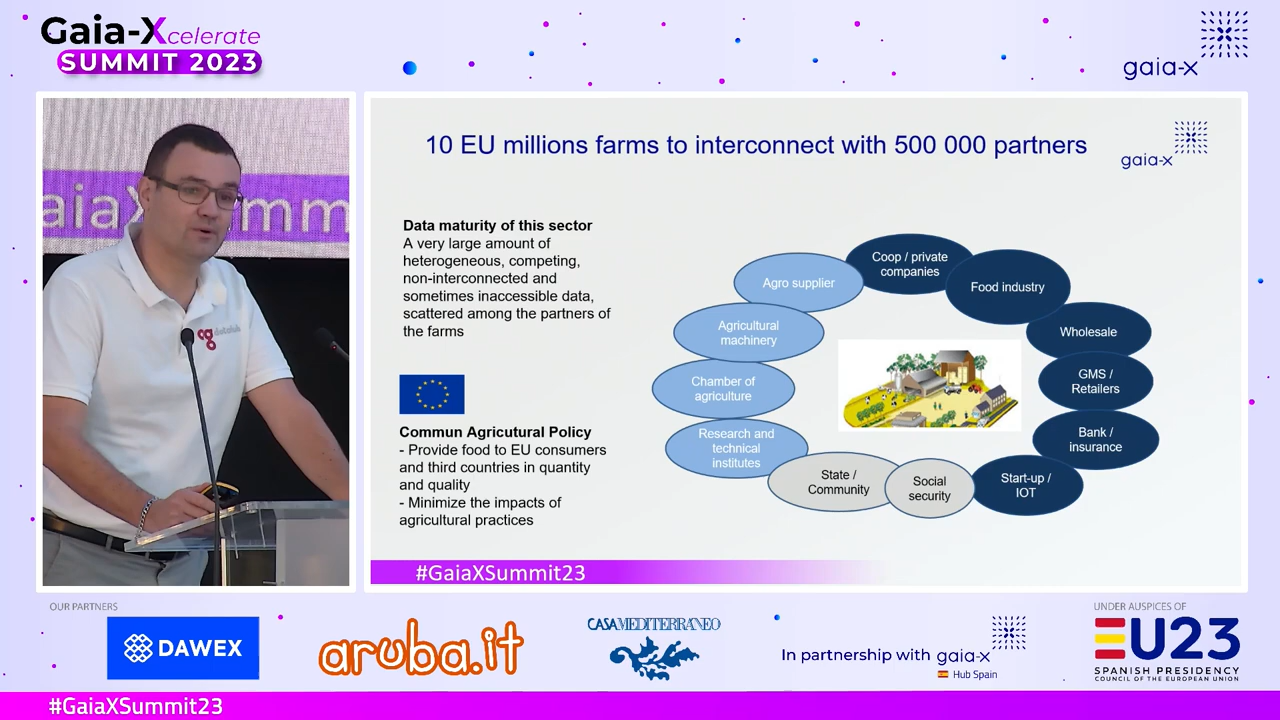 Gaia-Xcelerate
SUMMIT 2023
gaia-x
10 EU millions farms to interconnect with 500 000 partners
gaia-x
Data maturity of this sector
A very large amount of
heterogeneous, competing,
non-interconnected and
sometimes inaccessible data,
scattered among the partners of
the farms
Commun Agricutural Policy
- Provide food to EU consumers
and third countries in quantity
and quality
- Minimize the impacts of
agricultural practices
Coop / private
companies
Agro supplier
Food industry
Agricultural
machinery
Wholesale
Chamber of
agriculture
GMS /
Retailers
Research and
technical
institutes
Bank /
insurance
State /
Community
Social
security
Start-up /
IOT
#GaiaXSummit23
OUR PARTNERS
DAWEX
aruba.it
CASAMEDITERRANEO
In partnership with gaia-x
Hub Spain
UNDER AUSPICES OF
EU23
SPANISH PRESIDENCY
COUNCIL OF THE EUROPEAN UNION
#GaiaXSummit23